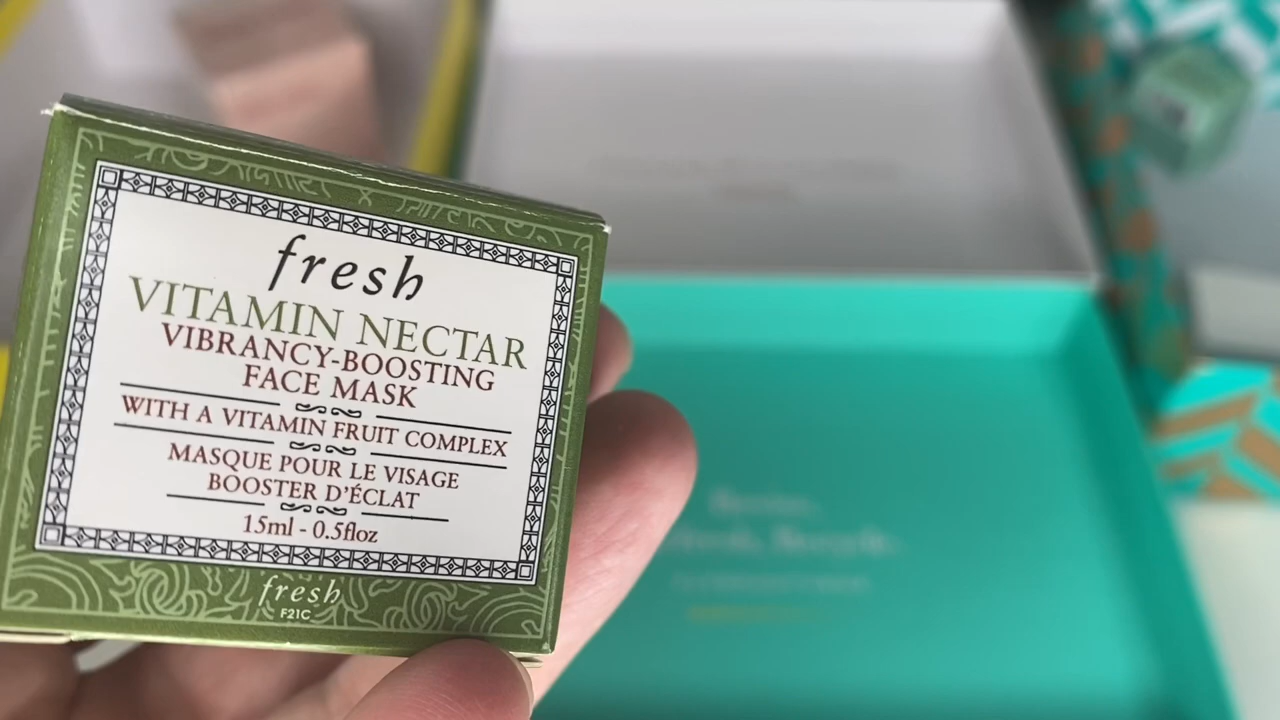 fresh
VITAMIN NECTAR
VIBRANCY-BOOSTING
FACE MASK
WITH A VITAMIN FRUIT COMPLEX
MASQUE POUR LE VISAGE
BOOSTER D'ÉCLAT
15ml - 0.5floz
fresh
F21C